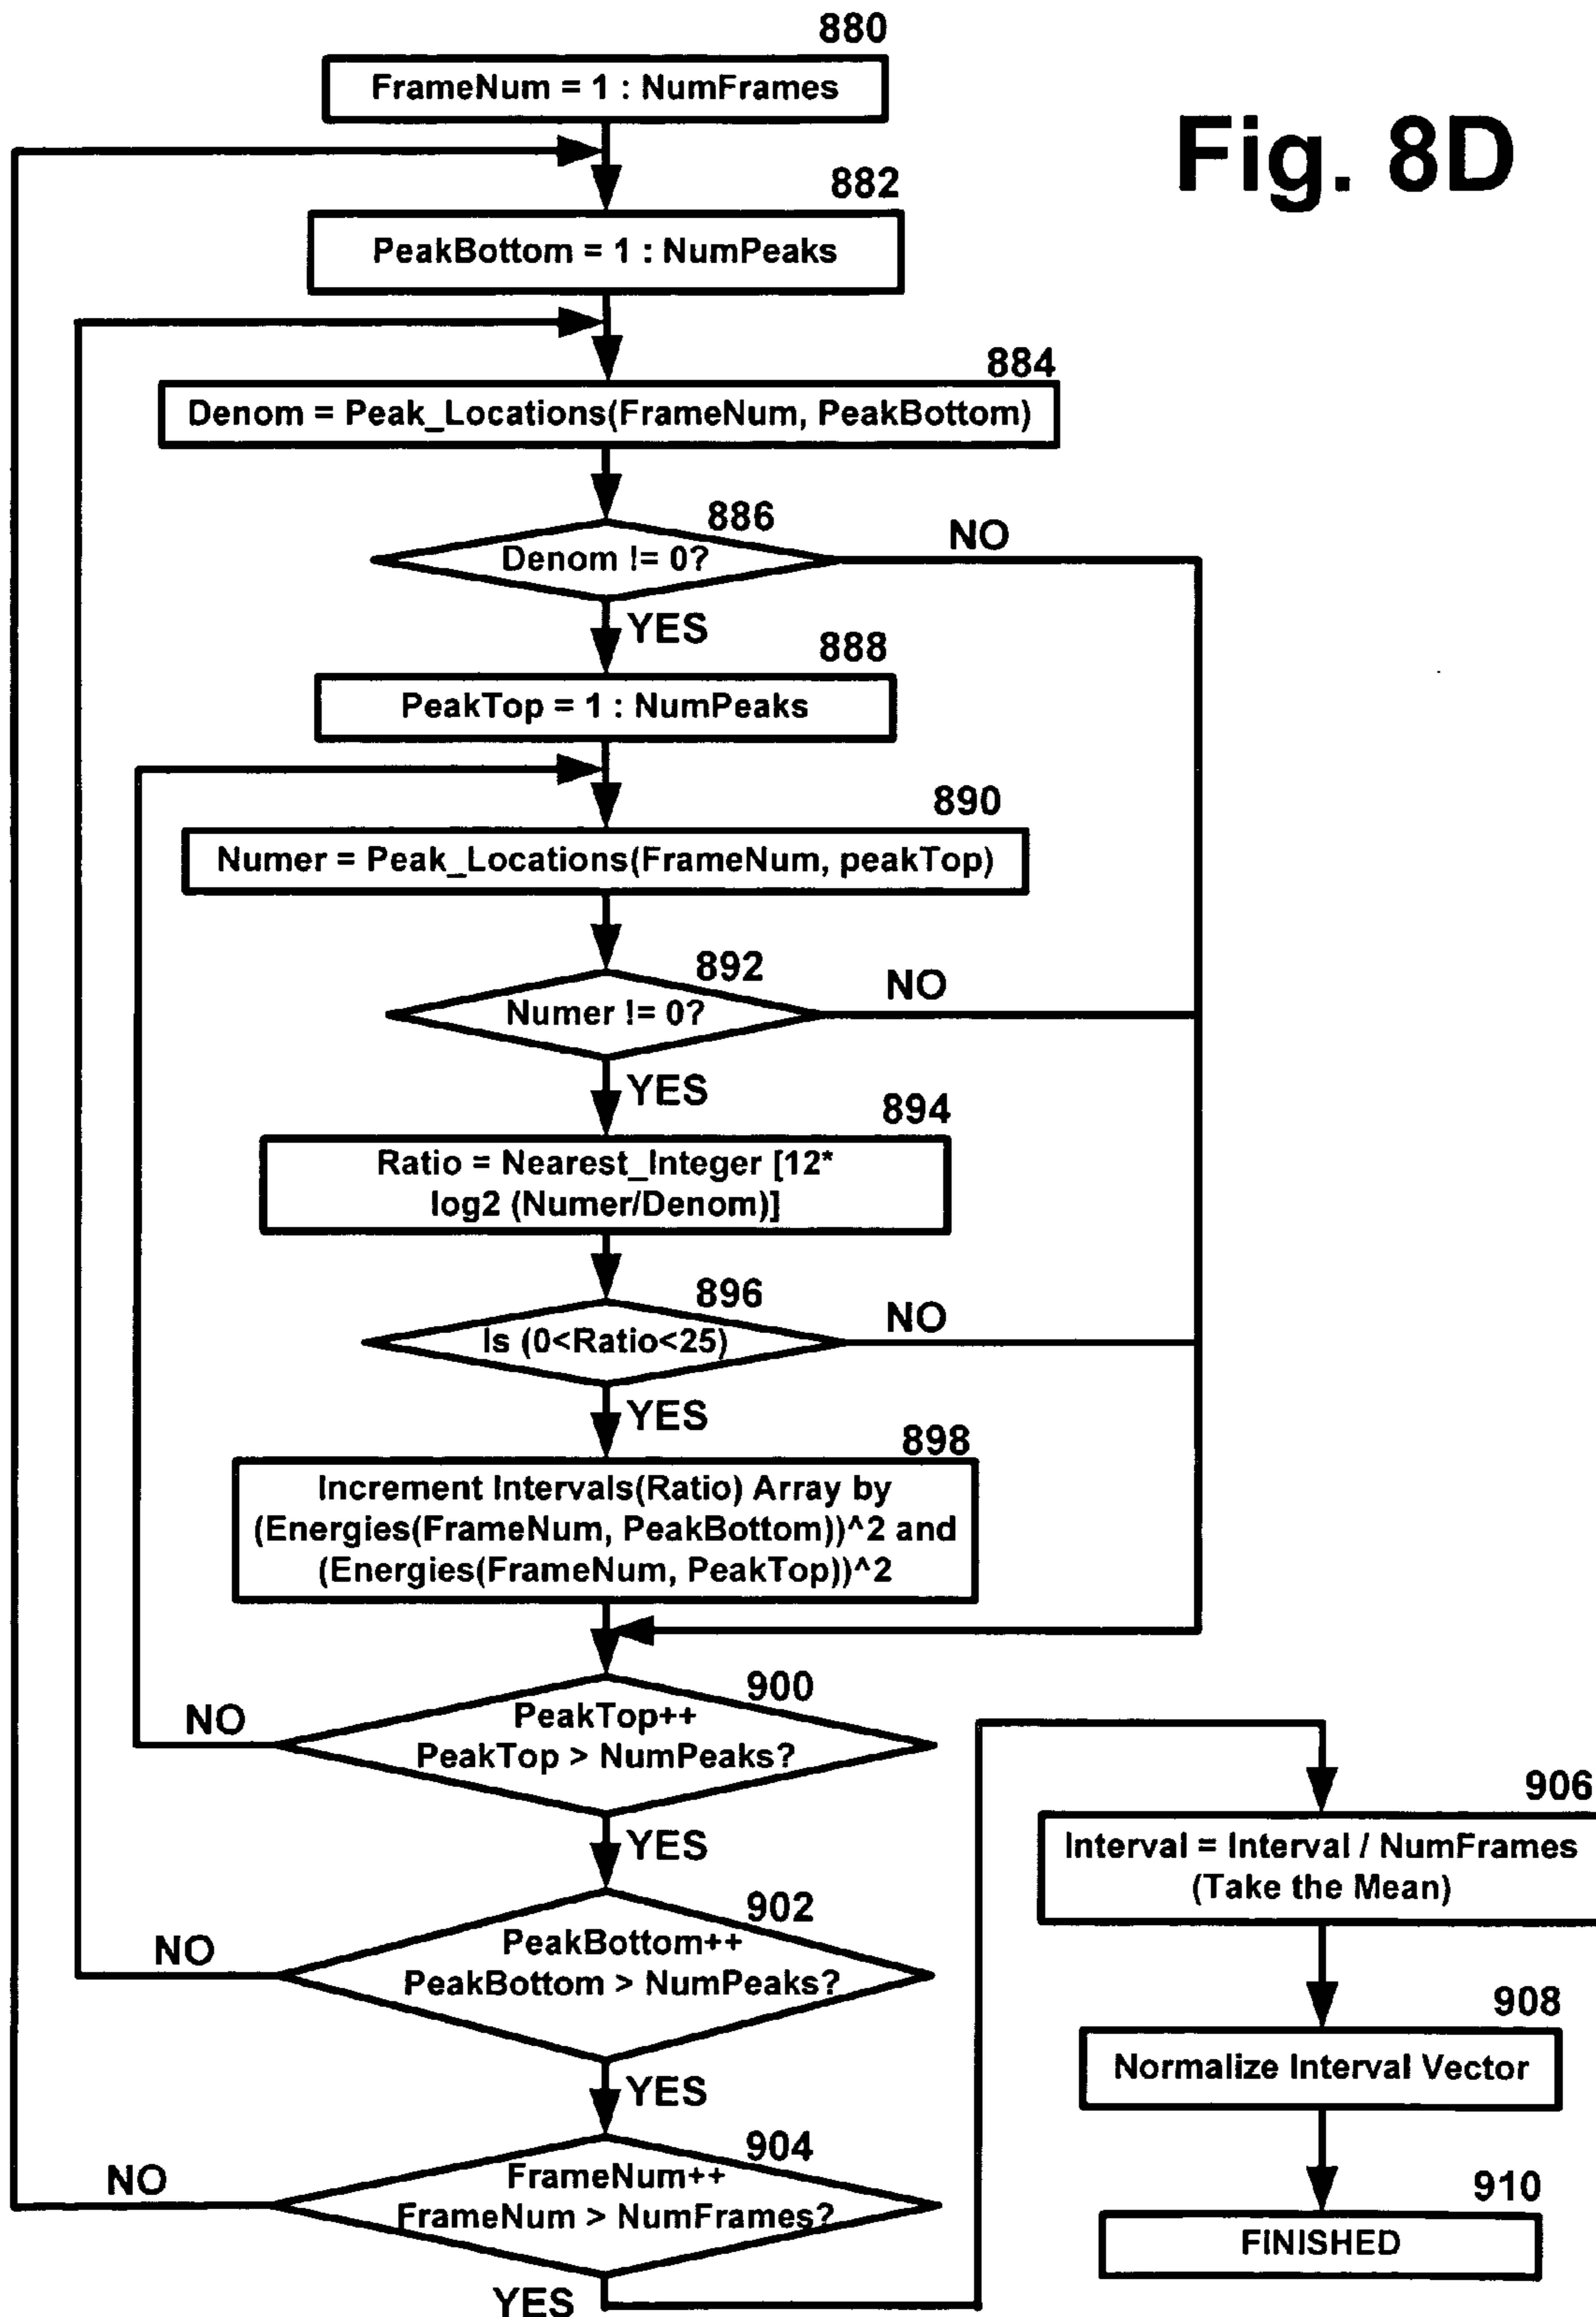 880
FrameNum = 1 : NumFrames
Fig. 8D
882
PeakBottom = 1 : NumPeaks
884
Denom = Peak_Locations(FrameNum, PeakBottom)
886
Denom != 0?
NO
YES
888
PeakTop = 1 : NumPeaks
890
Numer = Peak_Locations(FrameNum, peakTop)
892
Numer != 0?
NO
YES
894
Ratio = Nearest_Integer [12*
log2 (Numer/Denom)]
896
Is (0<Ratio<25)
NO
YES
898
Increment Intervals(Ratio) Array by
(Energies(FrameNum, PeakBottom))^2 and
(Energies(FrameNum, PeakTop))^2
900
PeakTop++
PeakTop > NumPeaks?
NO
YES
902
PeakBottom++
PeakBottom > NumPeaks?
NO
YES
904
FrameNum++
FrameNum > NumFrames?
NO
YES
906
Interval = Interval / NumFrames
(Take the Mean)
908
Normalize Interval Vector
910
FINISHED